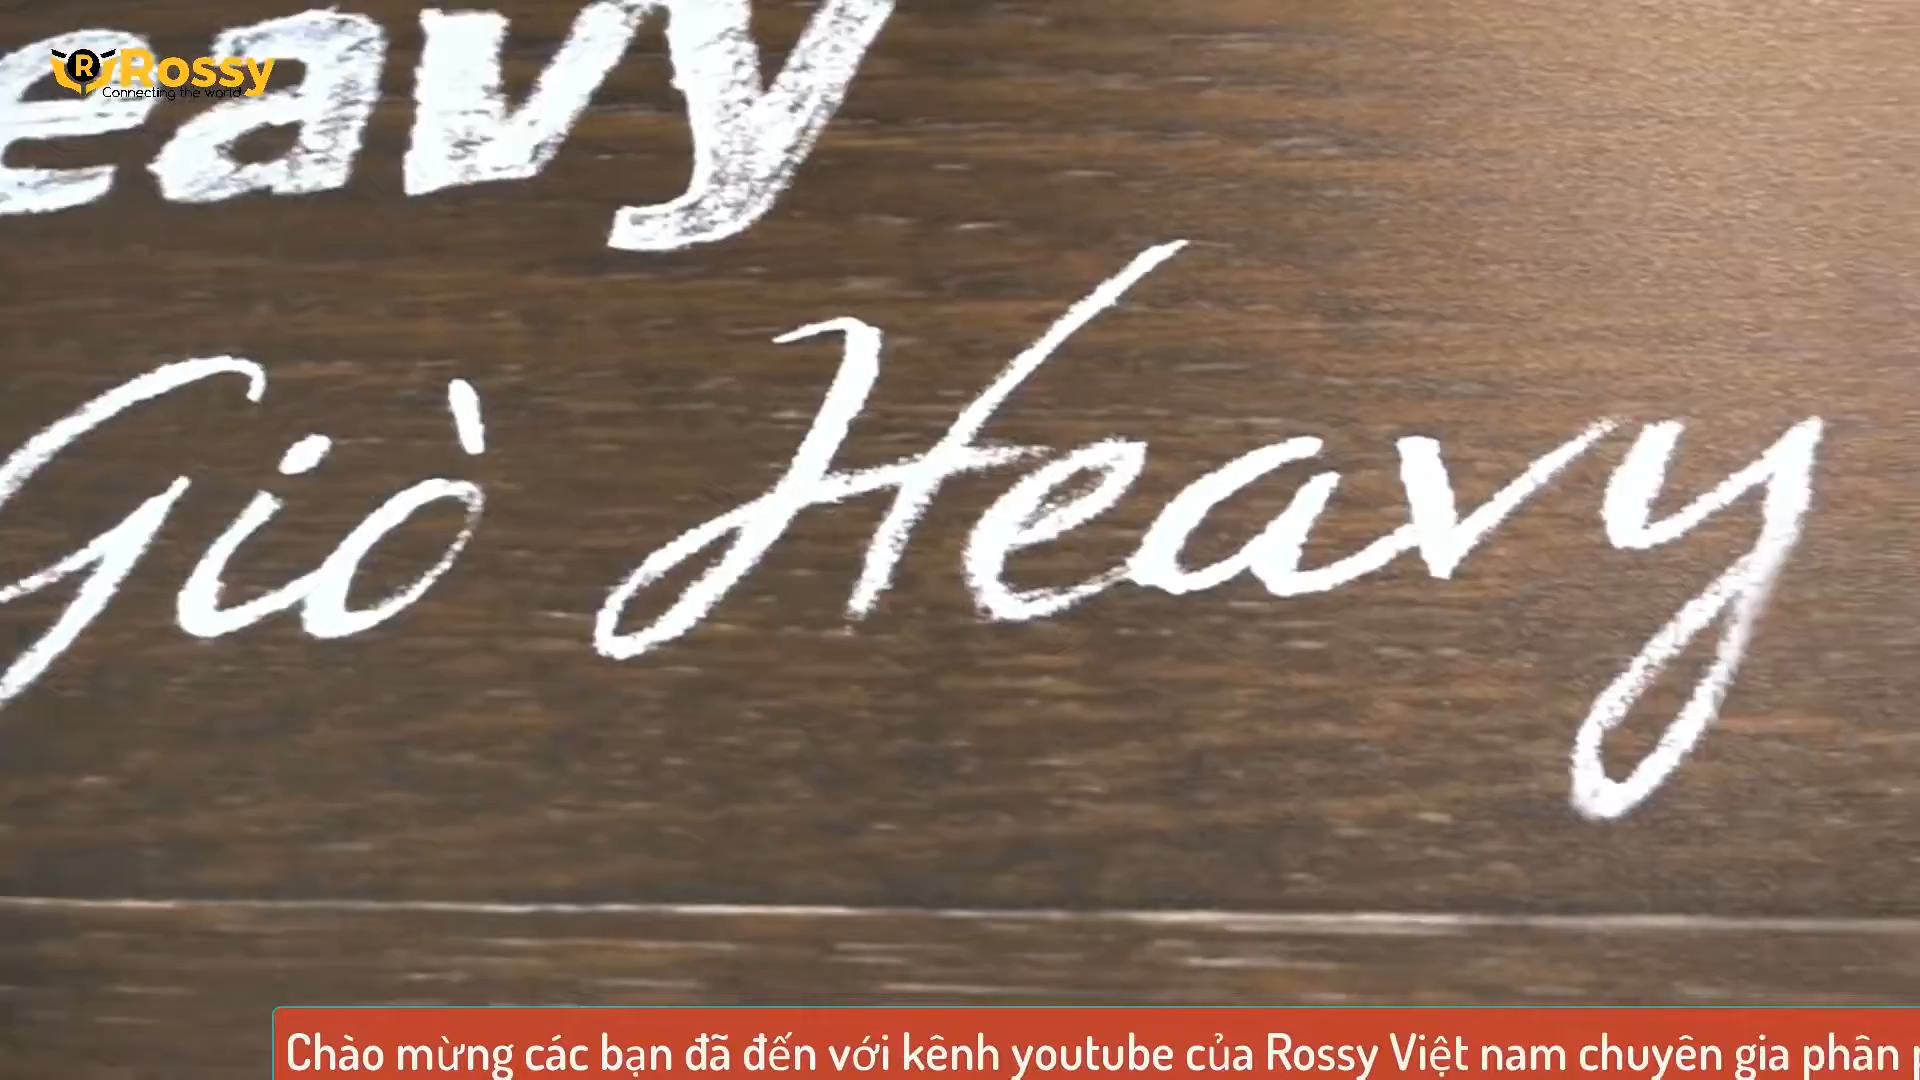 eavy
Rossy
Connecting the world
Giò Heavy
Chào mừng các bạn đã đến với kênh youtube của Rossy Việt nam chuyên gia phân